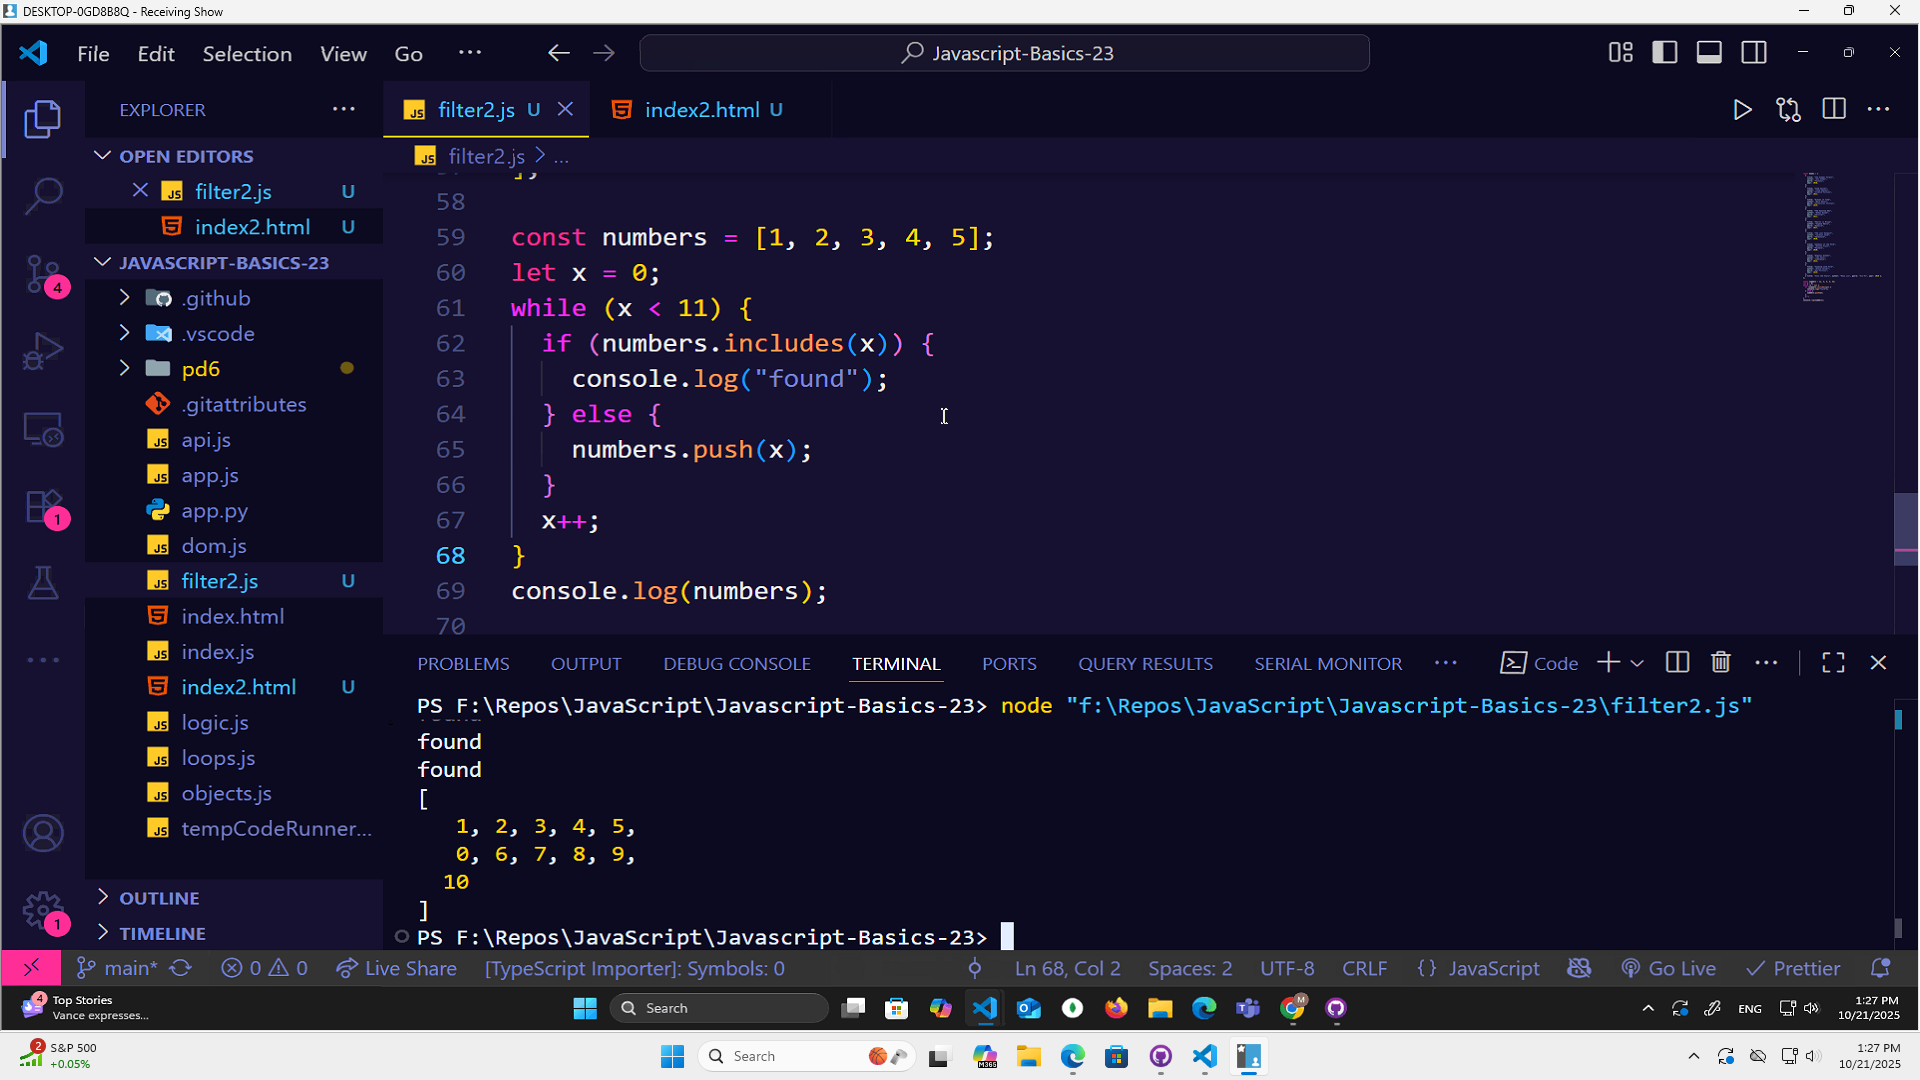 DESKTOP-0GD8B8Q - Receiving Show
File Edit Selection View Go
Javascript-Basics-23
EXPLORER
filter2.js U
index2.html U
OPEN EDITORS
filter2.js > ...
filter2.js U
index2.html U
JAVASCRIPT-BASICS-23
.github
.vscode
pd6
.gitattributes
api.js
app.js
app.py
dom.js
filter2.js U
index.html
index.js
index2.html U
logic.js
loops.js
objects.js
tempCodeRunner...
OUTLINE
TIMELINE
4
1
1
58
59 const numbers = [1, 2, 3, 4, 5];
60 let x = 0;
61 while (x < 11) {
62 if (numbers.includes(x)) {
63 console.log("found");
64 } else {
65 numbers.push(x);
66 }
67 x++;
68 }
69 console.log(numbers);
70
PROBLEMS OUTPUT DEBUG CONSOLE TERMINAL PORTS QUERY RESULTS SERIAL MONITOR Code
PS F:\Repos\JavaScript\Javascript-Basics-23> node "f:\Repos\JavaScript\Javascript-Basics-23\filter2.js"
found
found
[
1, 2, 3, 4, 5,
0, 6, 7, 8, 9,
10
]
PS F:\Repos\JavaScript\Javascript-Basics-23>
main* 0 0 Live Share [TypeScript Importer]: Symbols: 0 Ln 68, Col 2 Spaces: 2 UTF-8 CRLF {} JavaScript Go Live Prettier
4 Top Stories
Vance expresses...
Search
ENG
1:27 PM
10/21/2025
2 S&P 500
+0.05%
Search
1:27 PM
10/21/2025